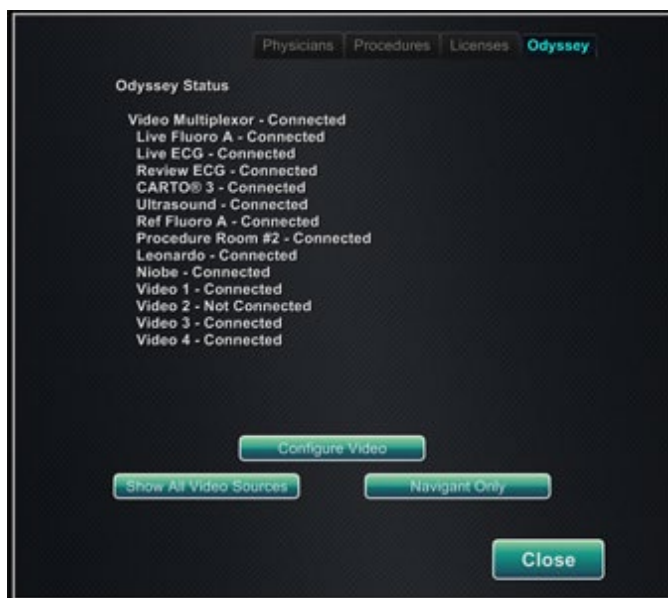 Physicians Procedures Licenses Odyssey
Odyssey Status
Video Multiplexor - Connected
Live Fluoro A - Connected
Live ECG - Connected
Review ECG - Connected
CARTO® 3 - Connected
Ultrasound - Connected
Ref Fluoro A - Connected
Procedure Room #2 - Connected
Leonardo - Connected
Niobe - Connected
Video 1 - Connected
Video 2 - Not Connected
Video 3 - Connected
Video 4 - Connected
Configure Video
Show All Video Sources Navigant Only
Close